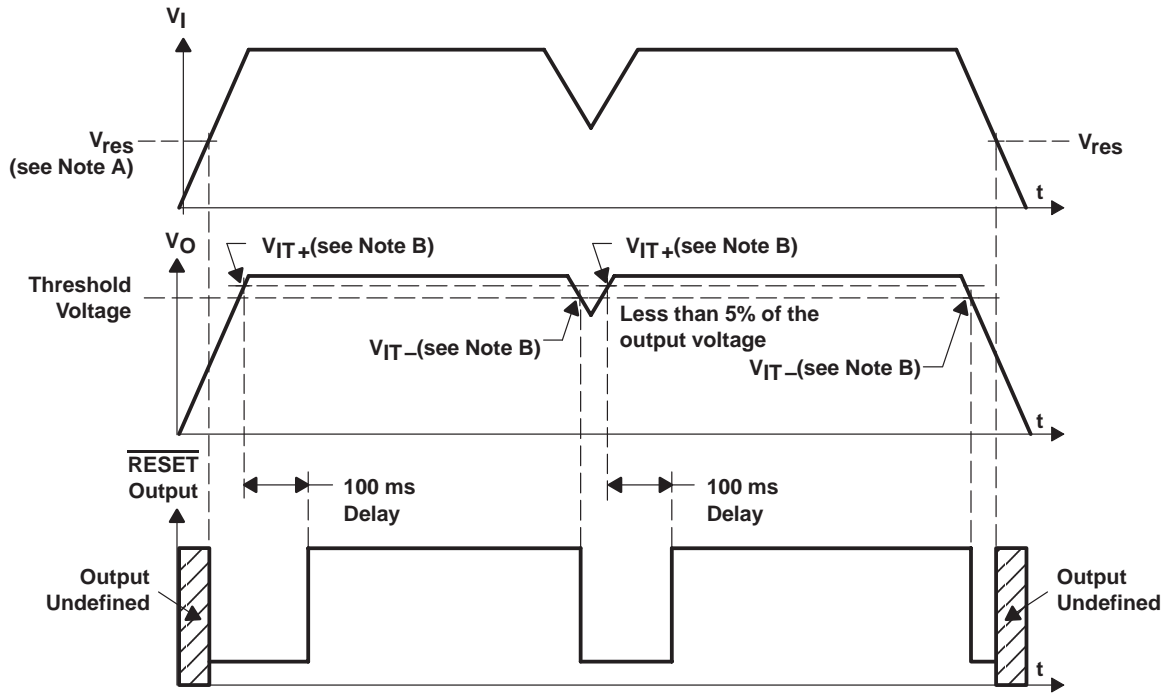 VI
Vres
(see Note A)
Vres
t
VO
VIT+(see Note B)
VIT+(see Note B)
Threshold
Voltage
Less than 5% of the
output voltage
VIT−(see Note B)
VIT−(see Note B)
t
RESET
Output
100 ms
Delay
100 ms
Delay
Output
Undefined
Output
Undefined
t